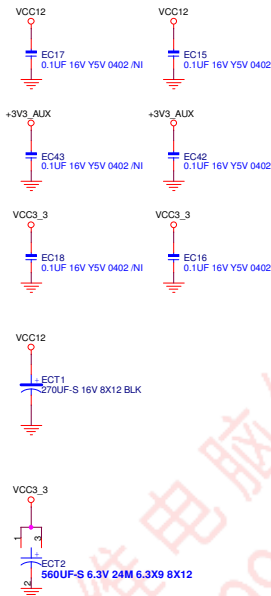 VCC12
VCC12
EC17
0.1UF 16V Y5V 0402 /NI
EC15
0.1UF 16V Y5V 0402
+3V3_AUX
+3V3_AUX
EC43
0.1UF 16V Y5V 0402 /NI
EC42
0.1UF 16V Y5V 0402
VCC3_3
VCC3_3
EC18
0.1UF 16V Y5V 0402 /NI
EC16
0.1UF 16V Y5V 0402
VCC12
+ ECT1
270UF-S 16V 8X12 BLK
VCC3_3
1
3
+ ECT2
560UF-S 6.3V 24M 6.3X9 8X12
2
维电脑